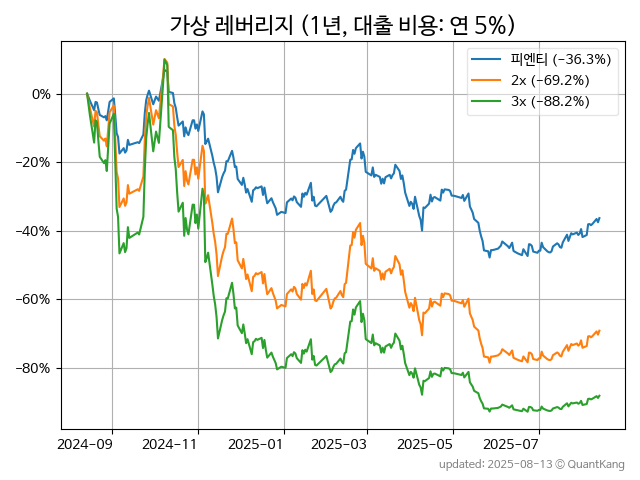 가상 레버리지 (1년, 대출 비용: 연 5%)
피엔티 (-36.3%)
2x (-69.2%)
3x (-88.2%)
0%
-20%
-40%
-60%
-80%
2024-09 2024-11 2025-01 2025-03 2025-05 2025-07
updated: 2025-08-13 © QuantKang